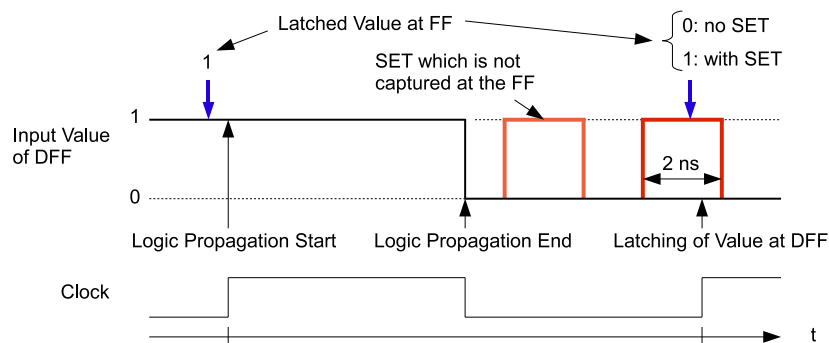 Latched Value at FF
0: no SET
1: with SET
1
SET which is not
captured at the FF
1
Input Value
of DFF
2 ns
0
Logic Propagation Start
Logic Propagation End
Latching of Value at DFF
Clock
t